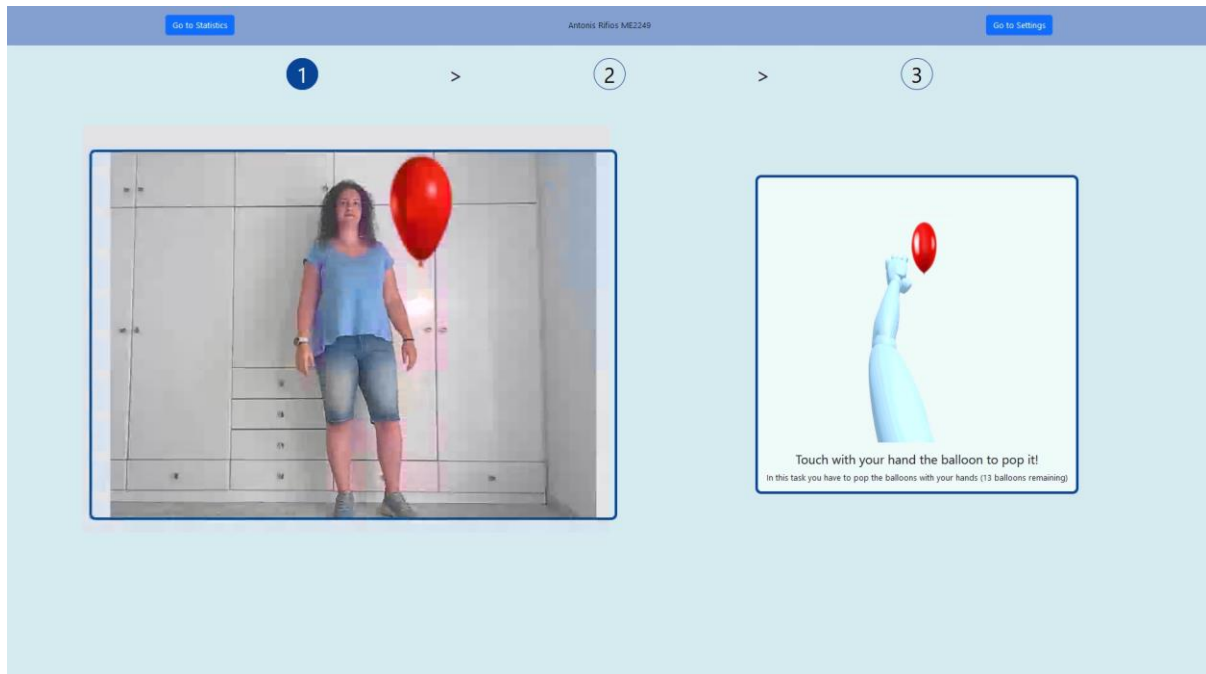 Go to Statistics
Antonis Rifios ME2249
Go to Settings
1 > 2 > 3
Touch with your hand the balloon to pop it!
In this task you have to pop the balloons with your hands (13 balloons remaining)